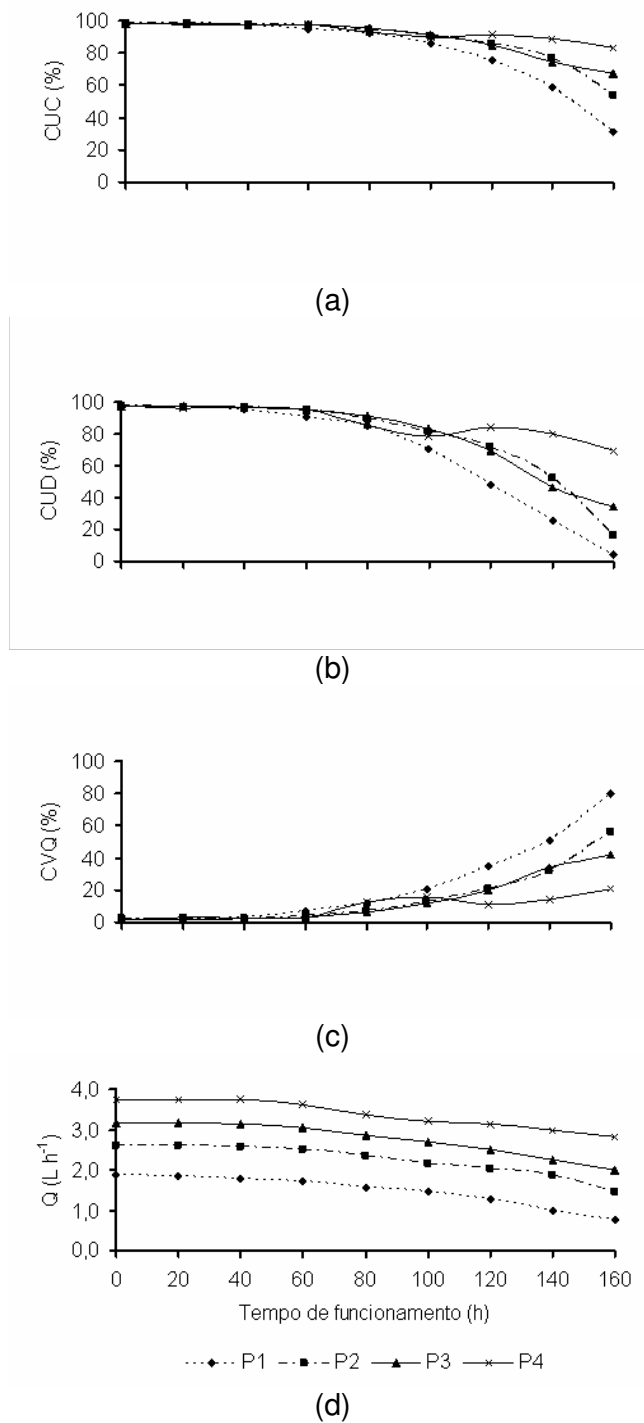 100
80
60
40
20
0
CUC (%)
(a)
100
80
60
40
20
0
CUD (%)
(b)
100
80
60
40
20
0
CVQ (%)
(c)
4,0
3,0
2,0
1,0
0,0
Q (L h-1)
0 20 40 60 80 100 120 140 160
Tempo de funcionamento (h)
P1 P2 P3 P4
(d)